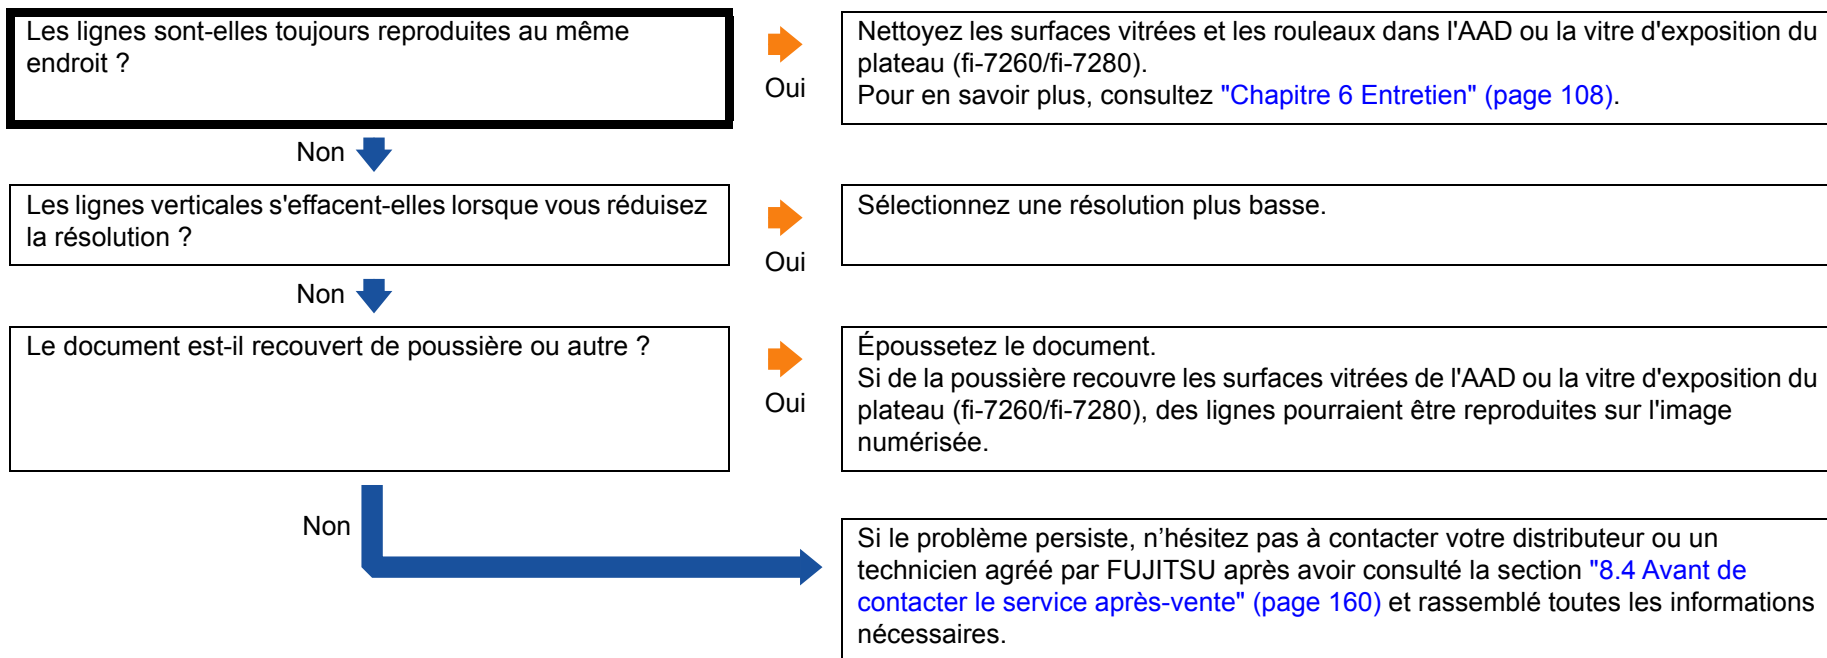 Les lignes sont-elles toujours reproduites au même
endroit ?
Oui
Nettoyez les surfaces vitrées et les rouleaux dans l'AAD ou la vitre d'exposition du
plateau (fi-7260/fi-7280).
Pour en savoir plus, consultez "Chapitre 6 Entretien" (page 108).
Non
Les lignes verticales s'effacent-elles lorsque vous réduisez
la résolution ?
Oui
Sélectionnez une résolution plus basse.
Non
Le document est-il recouvert de poussière ou autre ?
Oui
Époussetez le document.
Si de la poussière recouvre les surfaces vitrées de l'AAD ou la vitre d'exposition du
plateau (fi-7260/fi-7280), des lignes pourraient être reproduites sur l'image
numérisée.
Non
Si le problème persiste, n’hésitez pas à contacter votre distributeur ou un
technicien agréé par FUJITSU après avoir consulté la section "8.4 Avant de
contacter le service après-vente" (page 160) et rassemblé toutes les informations
nécessaires.